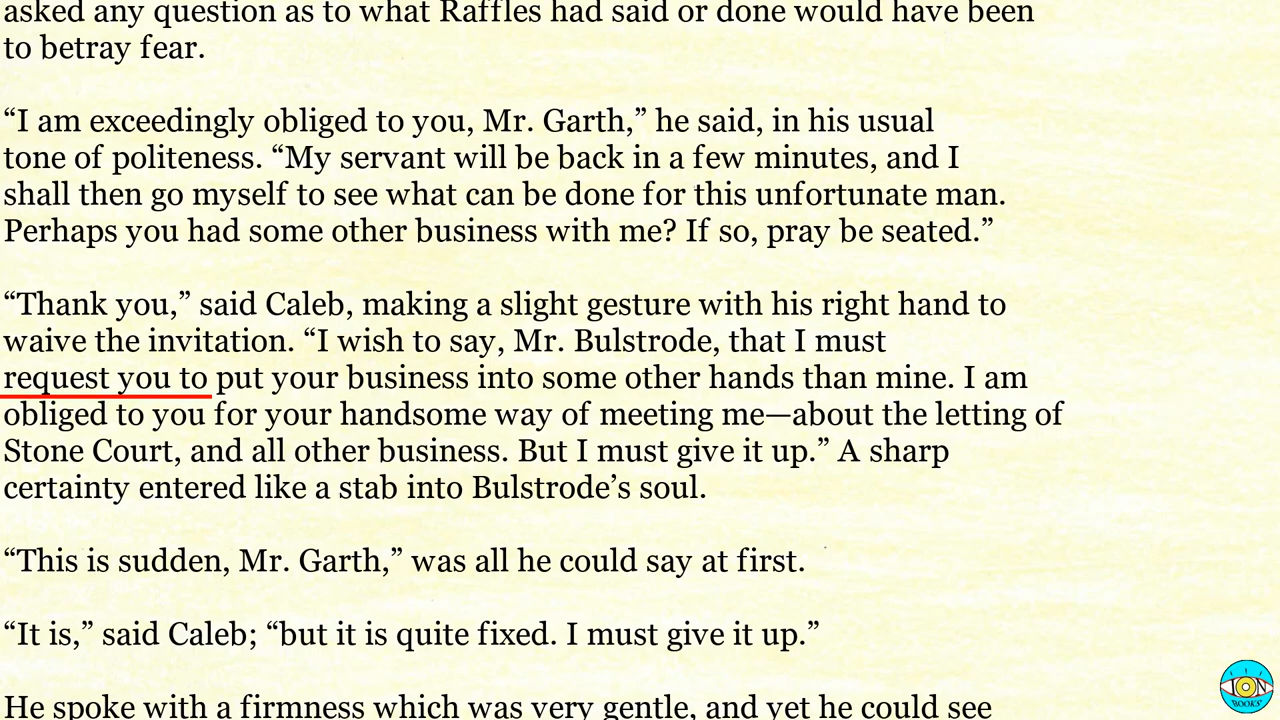 asked any question as to what Raffles had said or done would have been
to betray fear.
“I am exceedingly obliged to you, Mr. Garth,” he said, in his usual
tone of politeness. “My servant will be back in a few minutes, and I
shall then go myself to see what can be done for this unfortunate man.
Perhaps you had some other business with me? If so, pray be seated.”
“Thank you,” said Caleb, making a slight gesture with his right hand to
waive the invitation. “I wish to say, Mr. Bulstrode, that I must
request you to put your business into some other hands than mine. I am
obliged to you for your handsome way of meeting me—about the letting of
Stone Court, and all other business. But I must give it up.” A sharp
certainty entered like a stab into Bulstrode’s soul.
“This is sudden, Mr. Garth,” was all he could say at first.
“It is,” said Caleb; “but it is quite fixed. I must give it up.”
He spoke with a firmness which was very gentle, and yet he could see
ION
BOOKS